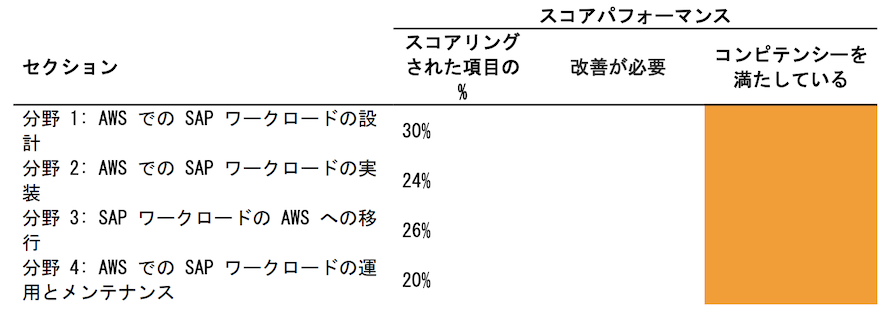 スコアパフォーマンス
セクション
スコアリング
された項目の
%
改善が必要
コンピテンシーを
満たしている
分野 1: AWS での SAP ワークロードの設
計
30%
分野 2: AWS での SAP ワークロードの実
装
24%
分野 3: SAP ワークロードの AWS への移
行
26%
分野 4: AWS での SAP ワークロードの運
用とメンテナンス
20%